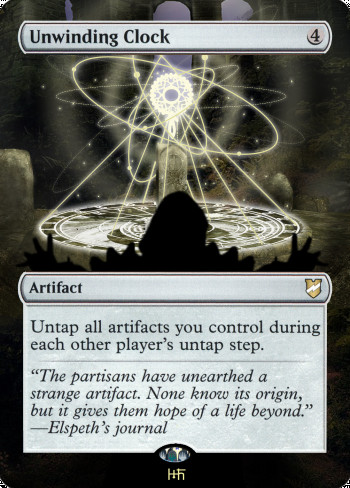 Unwinding Clock 4
Artifact
Untap all artifacts you control during
each other player's untap step.
"The partisans have unearthed a
strange artifact. None know its origin,
but it gives them hope of a life beyond."
—Elspeth's journal